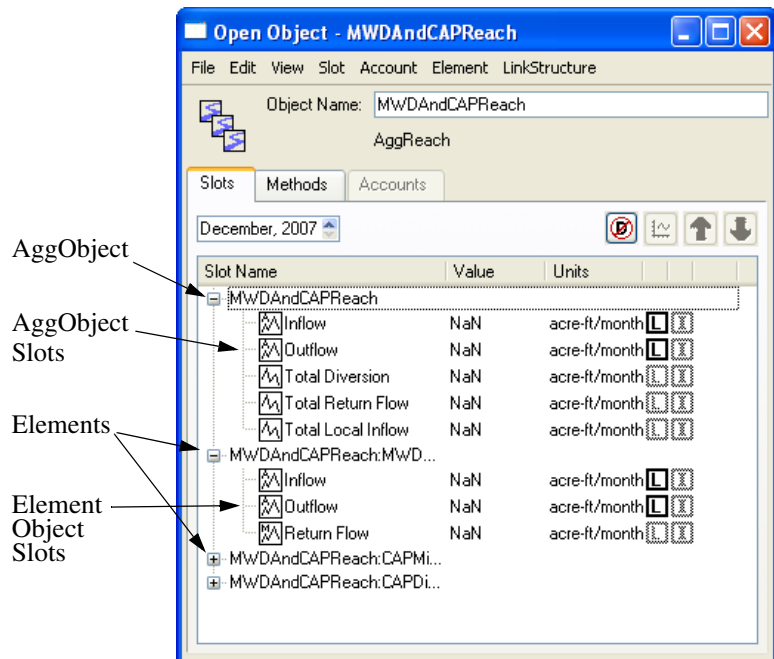 Open Object - MWDAndCAPReach
File Edit View Slot Account Element LinkStructure
Object Name: MWDAndCAPReach
AggReach
Slots Methods Accounts
December, 2007
Slot Name Value Units
AggObject
MWDAndCAPReach
Inflow NaN acre-ft/month L I
AggObject
Slots
Outflow NaN acre-ft/month L I
Total Diversion NaN acre-ft/month L I
Total Return Flow NaN acre-ft/month L I
Total Local Inflow NaN acre-ft/month L I
Elements
MWDAndCAPReach:MWD...
Inflow NaN acre-ft/month L I
Element
Object
Slots
Outflow NaN acre-ft/month L I
Return Flow NaN acre-ft/month L I
MWDAndCAPReach:CAPMi...
MWDAndCAPReach:CAPDi...